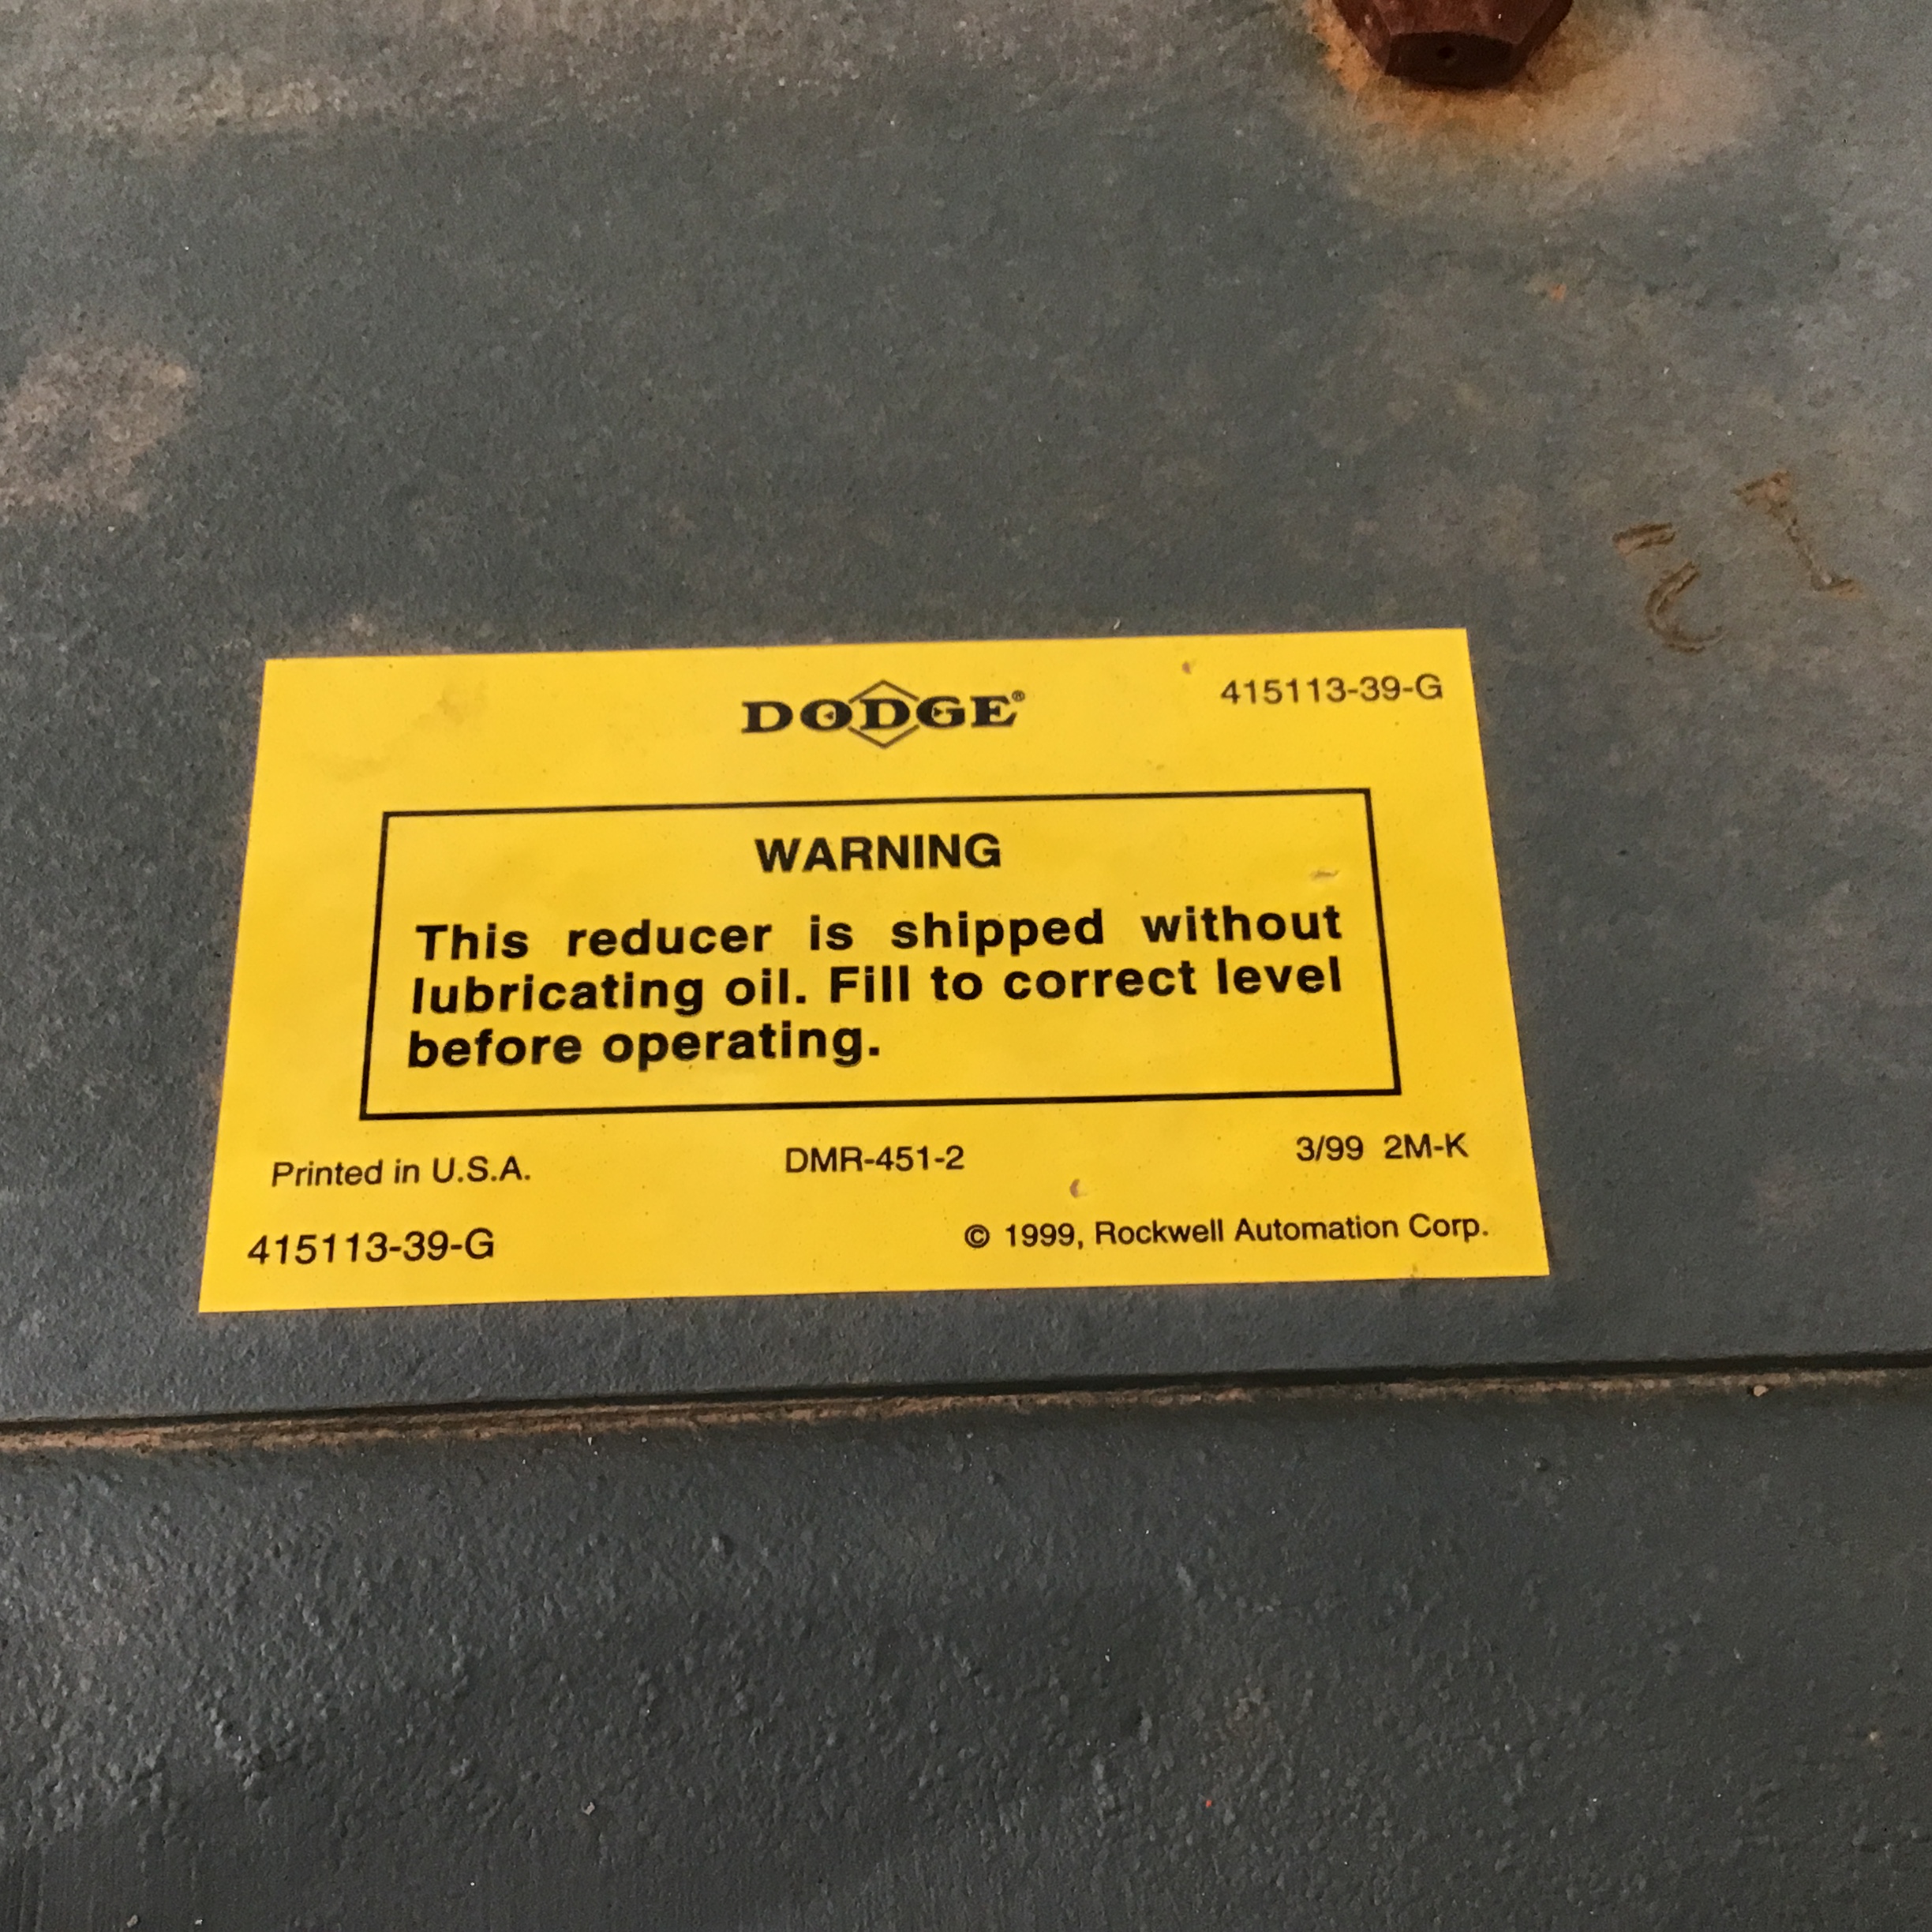 DODGE®
415113-39-G
WARNING
This reducer is shipped without
lubricating oil. Fill to correct level
before operating.
Printed in U.S.A.
DMR-451-2
3/99 2M-K
415113-39-G
© 1999, Rockwell Automation Corp.